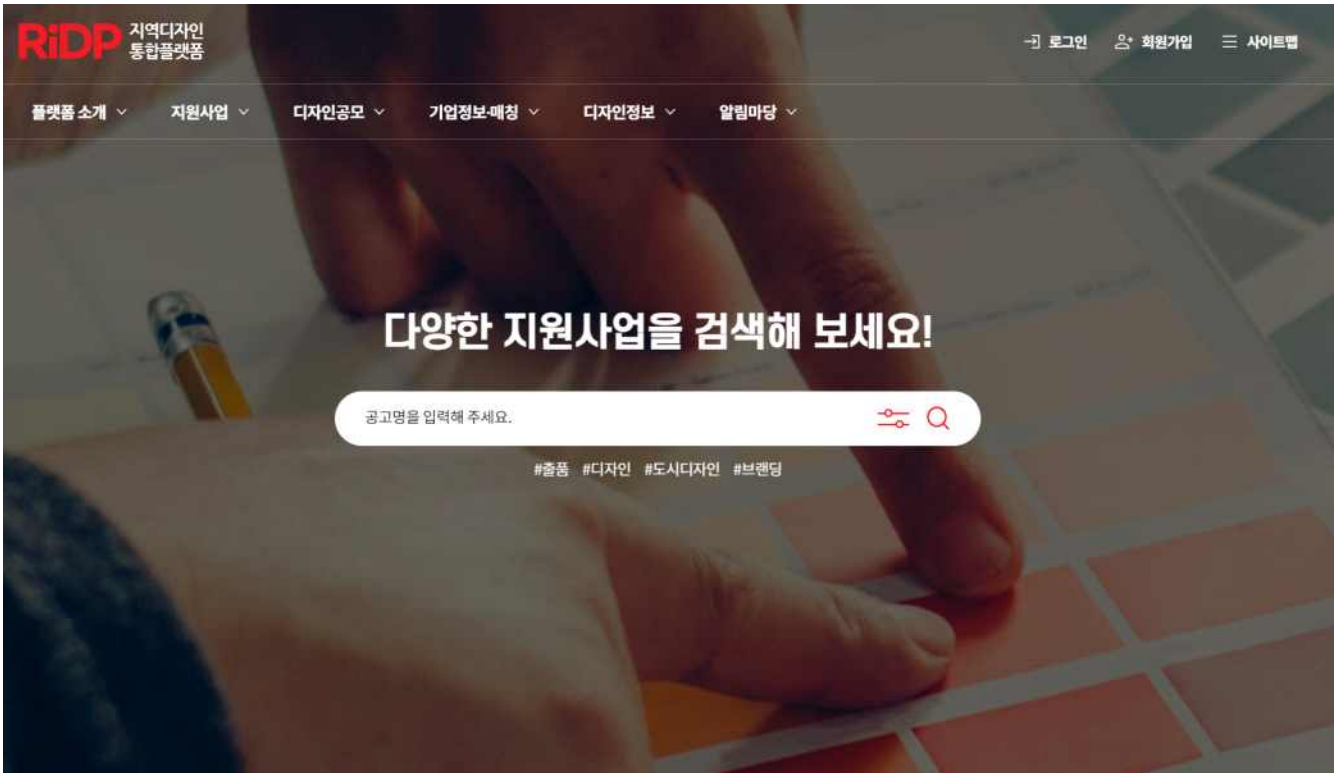 RiDP 지역디자인
통합플랫폼
로그인 회원가입 사이트맵
플랫폼 소개 지원사업 디자인공모 기업정보·매칭 디자인정보 알림마당
다양한 지원사업을 검색해 보세요!
공고명을 입력해 주세요.
#출품 #디자인 #도시디자인 #브랜딩